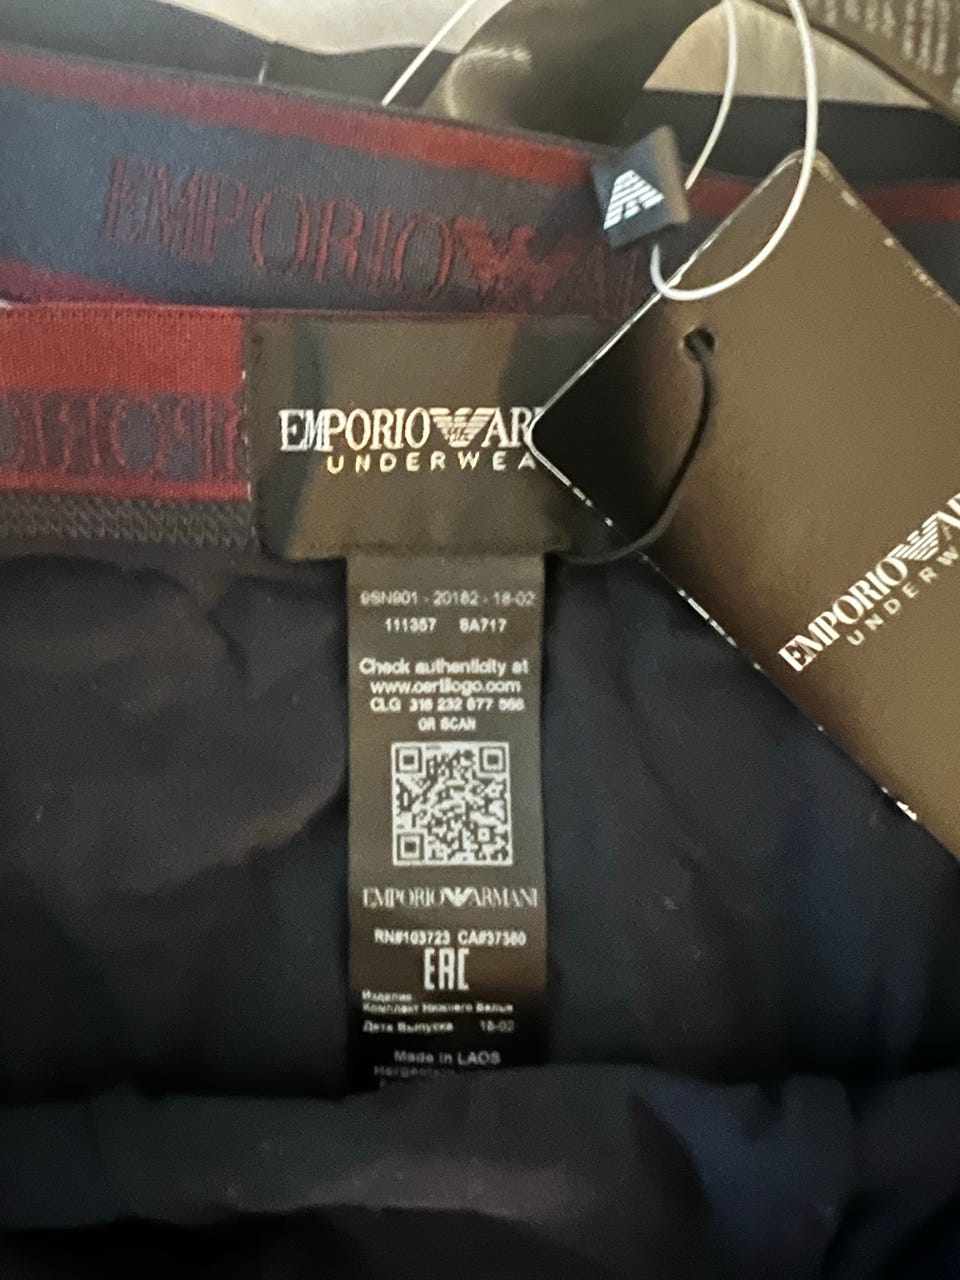 EMPORIO
EMPORIO
UNDERWEA
9SN901 - 20182 - 18-02
111357 8A717
Check authenticity at
www.certilogo.com
CLG 318 232 677 566
OR SCAN
EMPORIO ARMANI
RN#103723 CA#37360
EAC
Изделие:
Комплект Нижнего Белья
Дата Выпуска 18-02
Made in LAOS
EMPORIO
UNDERW